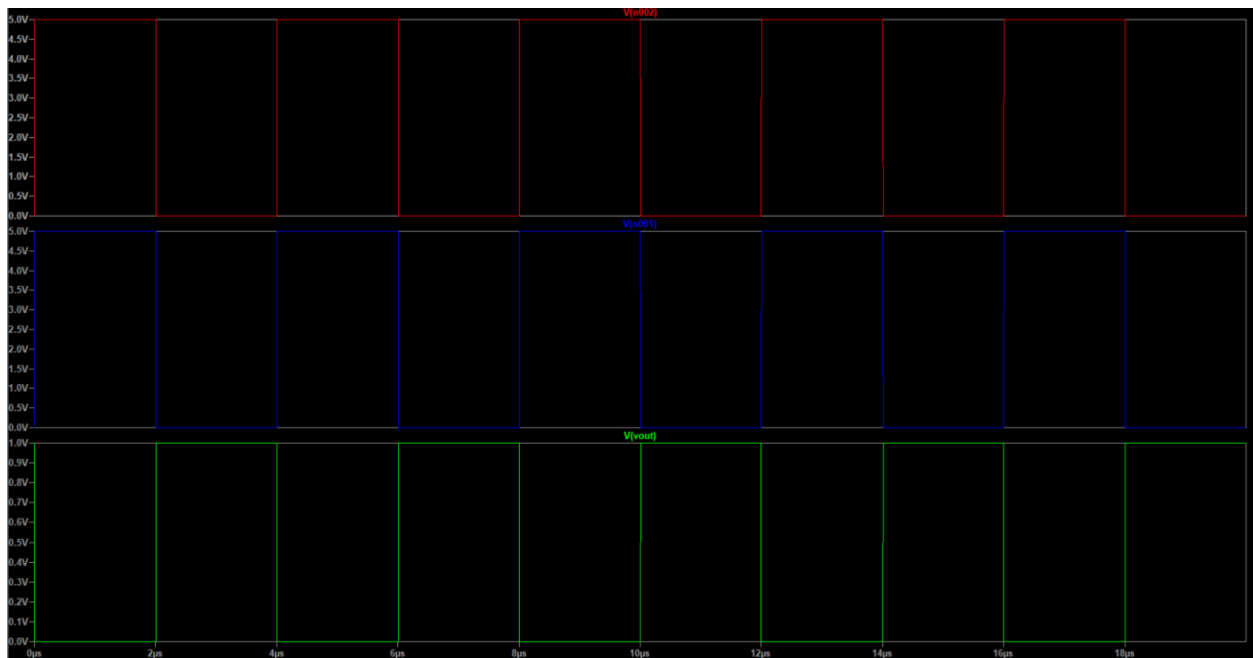 V(n002)
5.0V
4.5V
4.0V
3.5V
3.0V
2.5V
2.0V
1.5V
1.0V
0.5V
0.0V
V(n001)
5.0V
4.5V
4.0V
3.5V
3.0V
2.5V
2.0V
1.5V
1.0V
0.5V
0.0V
V(vout)
1.0V
0.9V
0.8V
0.7V
0.6V
0.5V
0.4V
0.3V
0.2V
0.1V
0.0V
0µs 2µs 4µs 6µs 8µs 10µs 12µs 14µs 16µs 18µs